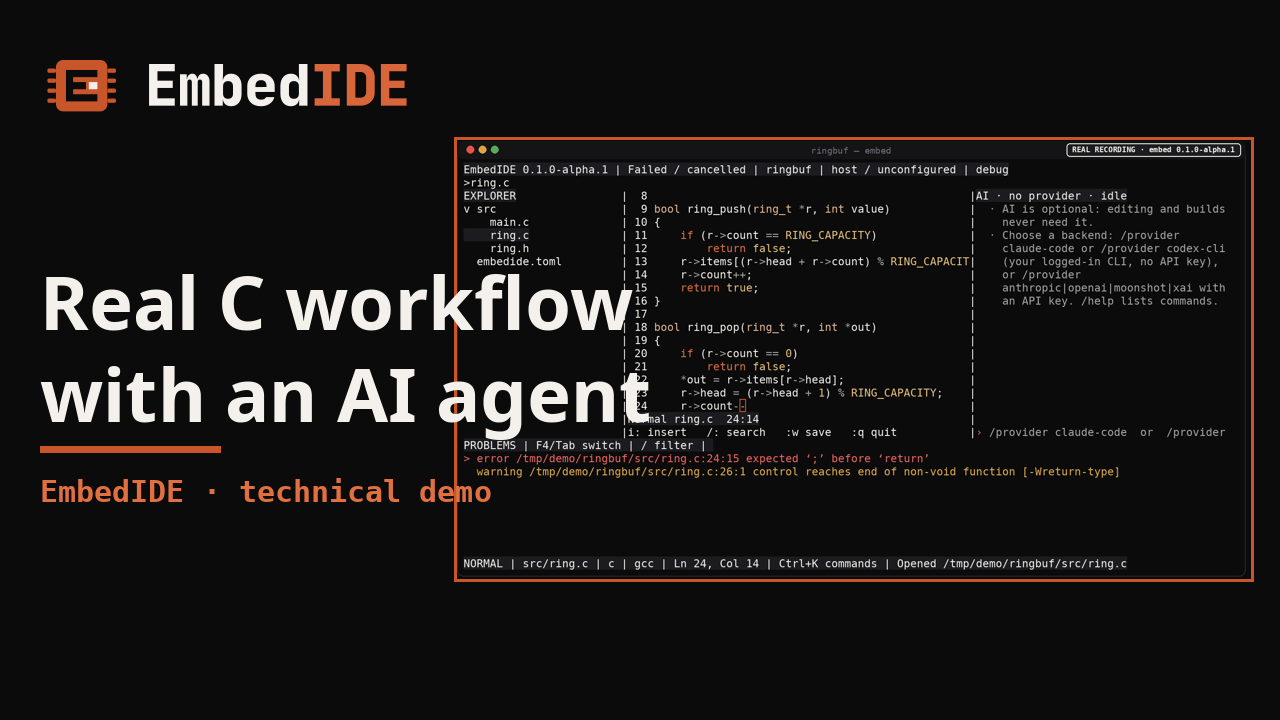 EmbedIDE
ringbuf — embed
REAL RECORDING · embed 0.1.0-alpha.1
EmbedIDE 0.1.0-alpha.1 | Failed / cancelled | ringbuf | host / unconfigured | debug
>ring.c
EXPLORER
v src
main.c
ring.c
ring.h
embedide.toml
| 8
| 9 bool ring_push(ring_t *r, int value)
| 10 {
| 11 if (r->count == RING_CAPACITY)
| 12 return false;
| 13 r->items[(r->head + r->count) % RING_CAPACIT
| 14 r->count++;
| 15 return true;
| 16 }
| 17
| 18 bool ring_pop(ring_t *r, int *out)
| 19 {
| 20 if (r->count == 0)
| 21 return false;
22 *out = r->items[r->head];
23 r->head = (r->head + 1) % RING_CAPACITY;
24 r->count--
|Normal ring.c 24:14
|i: insert /: search :w save :q quit
|AI · no provider · idle
· AI is optional: editing and builds
never need it.
· Choose a backend: /provider
claude-code or /provider codex-cli
(your logged-in CLI, no API key),
or /provider
anthropic|openai|moonshot|xai with
an API key. /help lists commands.
|› /provider claude-code or /provider
Real C workflow
with an AI agent
EmbedIDE · technical demo
PROBLEMS | F4/Tab switch | / filter |
> error /tmp/demo/ringbuf/src/ring.c:24:15 expected ‘;’ before ‘return’
warning /tmp/demo/ringbuf/src/ring.c:26:1 control reaches end of non-void function [-Wreturn-type]
NORMAL | src/ring.c | c | gcc | Ln 24, Col 14 | Ctrl+K commands | Opened /tmp/demo/ringbuf/src/ring.c